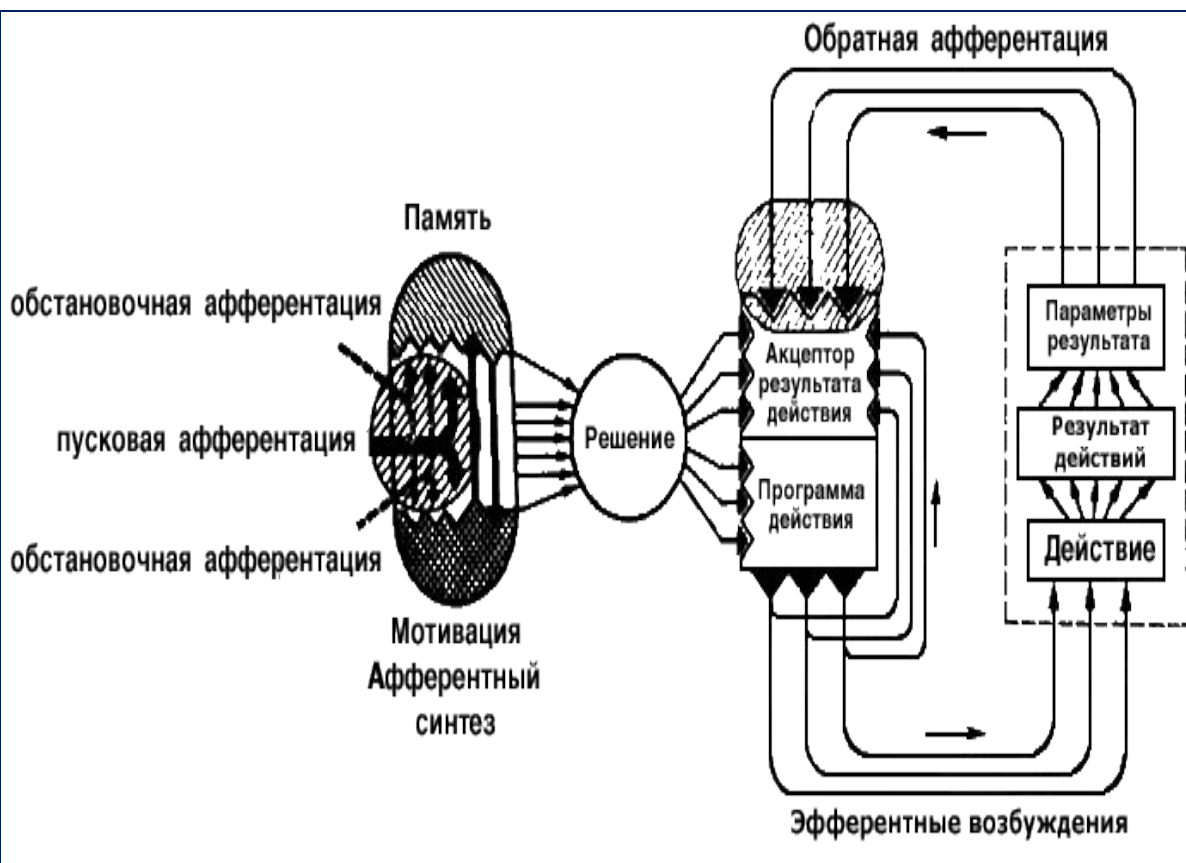 Обратная афферентация
Память
обстановочная афферентация
пусковая афферентация
обстановочная афферентация
Мотивация
Афферентный
синтез
Решение
Акцептор
результата
действия
Программа
действия
Параметры
результата
Результат
действий
Действие
Эфферентные возбуждения